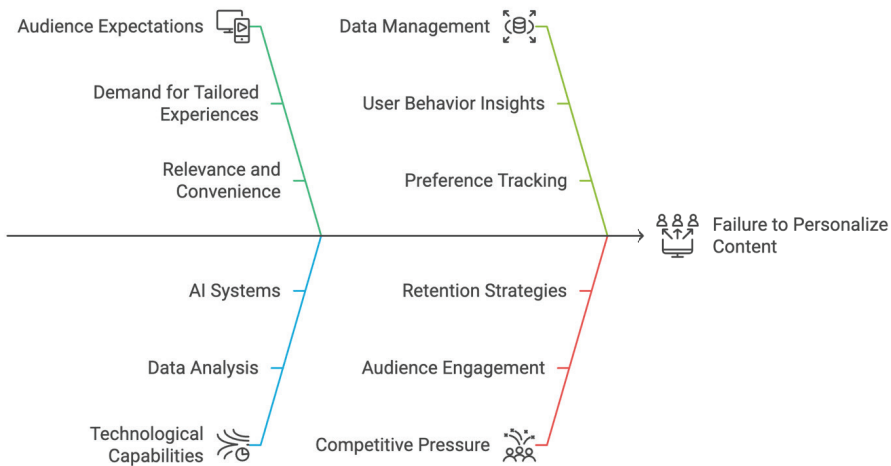 Audience Expectations
Demand for Tailored
Experiences
Relevance and
Convenience
Data Management
User Behavior Insights
Preference Tracking
Failure to Personalize
Content
AI Systems
Data Analysis
Technological
Capabilities
Retention Strategies
Audience Engagement
Competitive Pressure